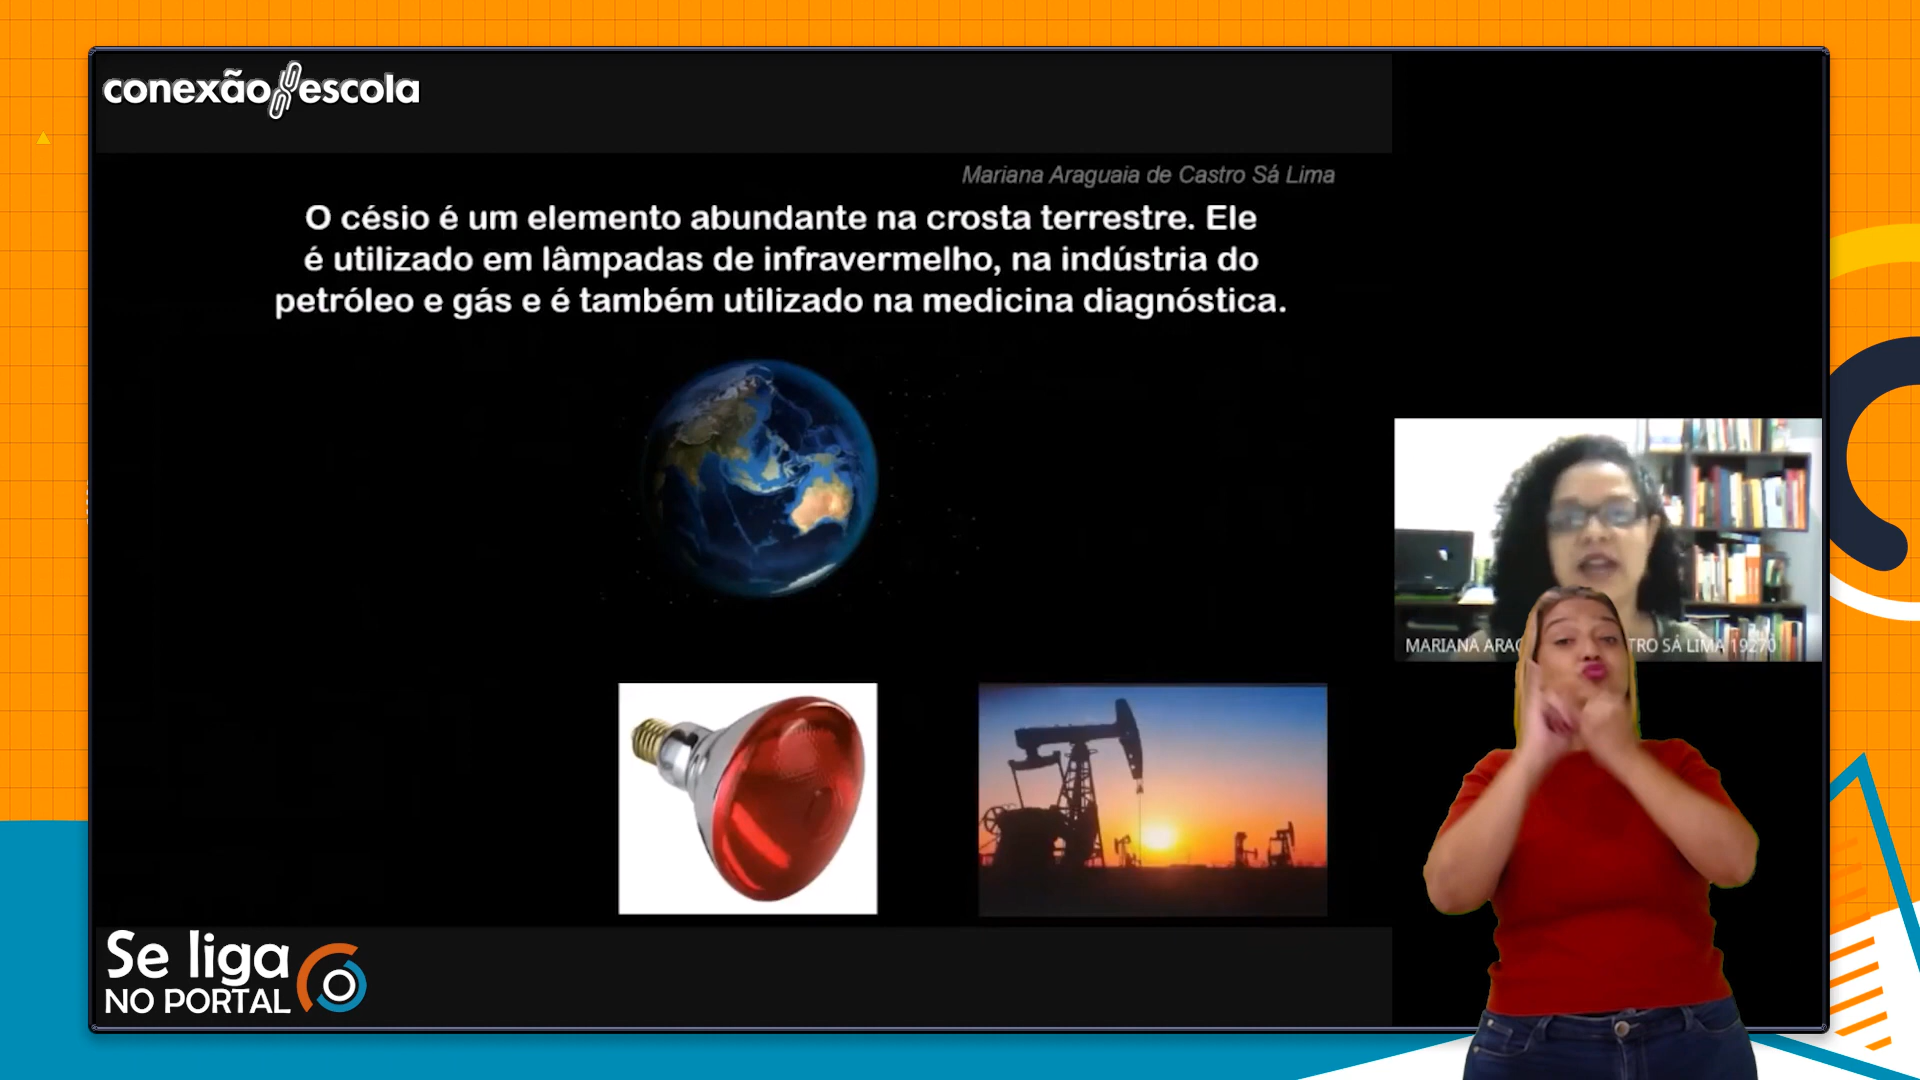 conexão escola
Mariana Araguaia de Castro Sá Lima
O césio é um elemento abundante na crosta terrestre. Ele
é utilizado em lâmpadas de infravermelho, na indústria do
petróleo e gás e é também utilizado na medicina diagnóstica.
MARIANA ARAG TRO SÁ LIMA 19270
Se liga
NO PORTAL